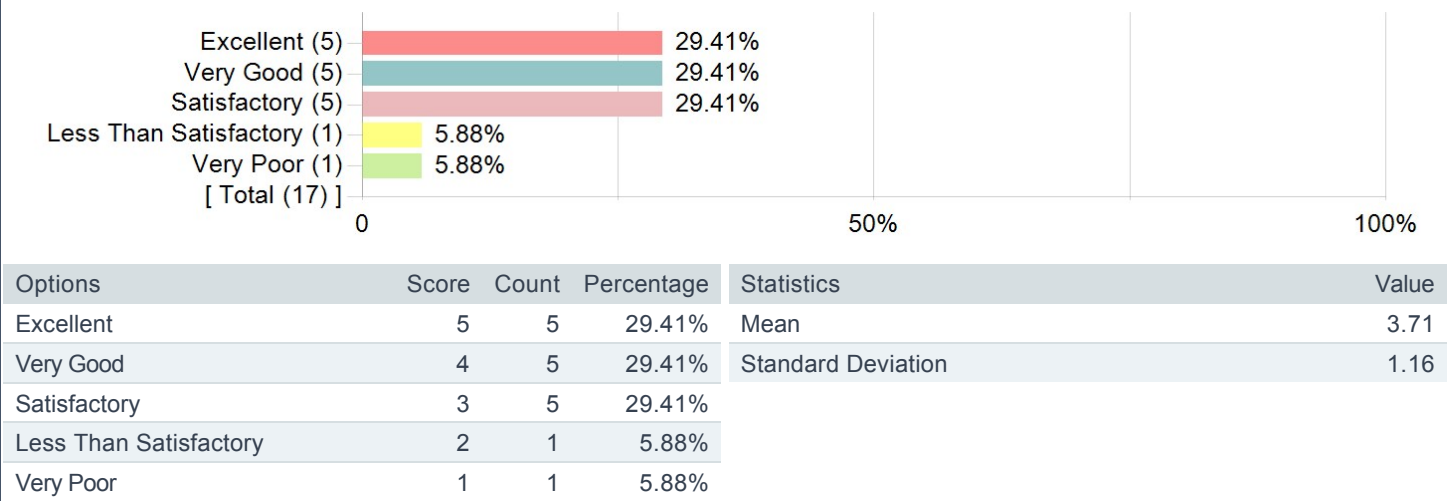 Excellent (5) 29.41%
Very Good (5) 29.41%
Satisfactory (5) 29.41%
Less Than Satisfactory (1) 5.88%
Very Poor (1) 5.88%
[ Total (17) ]
0 50% 100%
Options Score Count Percentage
Excellent 5 5 29.41%
Very Good 4 5 29.41%
Satisfactory 3 5 29.41%
Less Than Satisfactory 2 1 5.88%
Very Poor 1 1 5.88%
Statistics Value
Mean 3.71
Standard Deviation 1.16